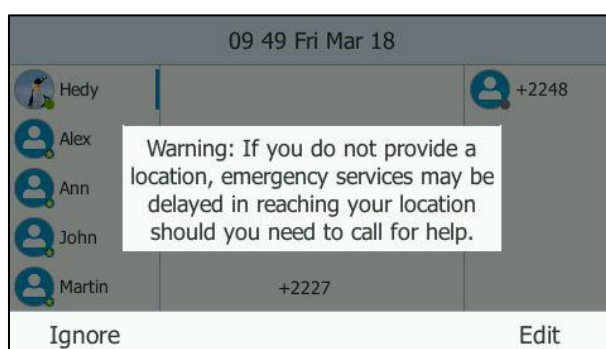 09 49 Fri Mar 18
Hedy
+2248
Alex
Ann
John
Martin
+2227
Warning: If you do not provide a
location, emergency services may be
delayed in reaching your location
should you need to call for help.
Ignore
Edit